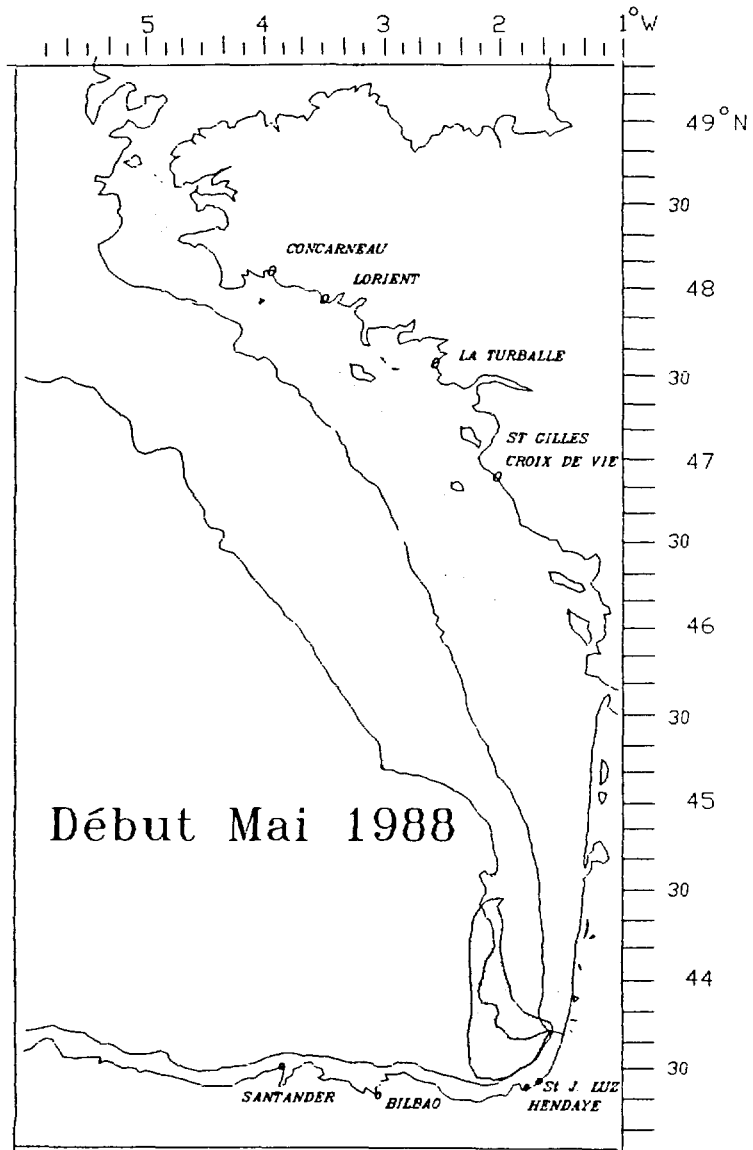 5 4 3 2 1°W
49°N
30
CONCARNEAU
LORIENT
48
LA TURBALLE
30
ST GILLES
CROIX DE VIE
47
30
46
30
45
Début Mai 1988
30
44
30
SANTANDER
BILBAO
St J. LUZ
HENDAYE